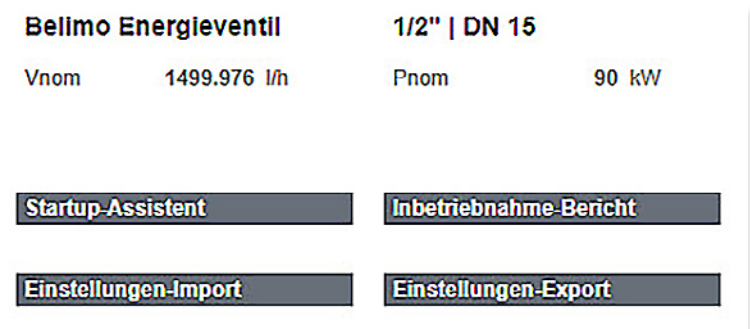 Belimo Energieventil 1/2" | DN 15
Vnom 1499.976 l/h Pnom 90 kW
Startup-Assistent Inbetriebnahme-Bericht
Einstellungen-Import Einstellungen-Export